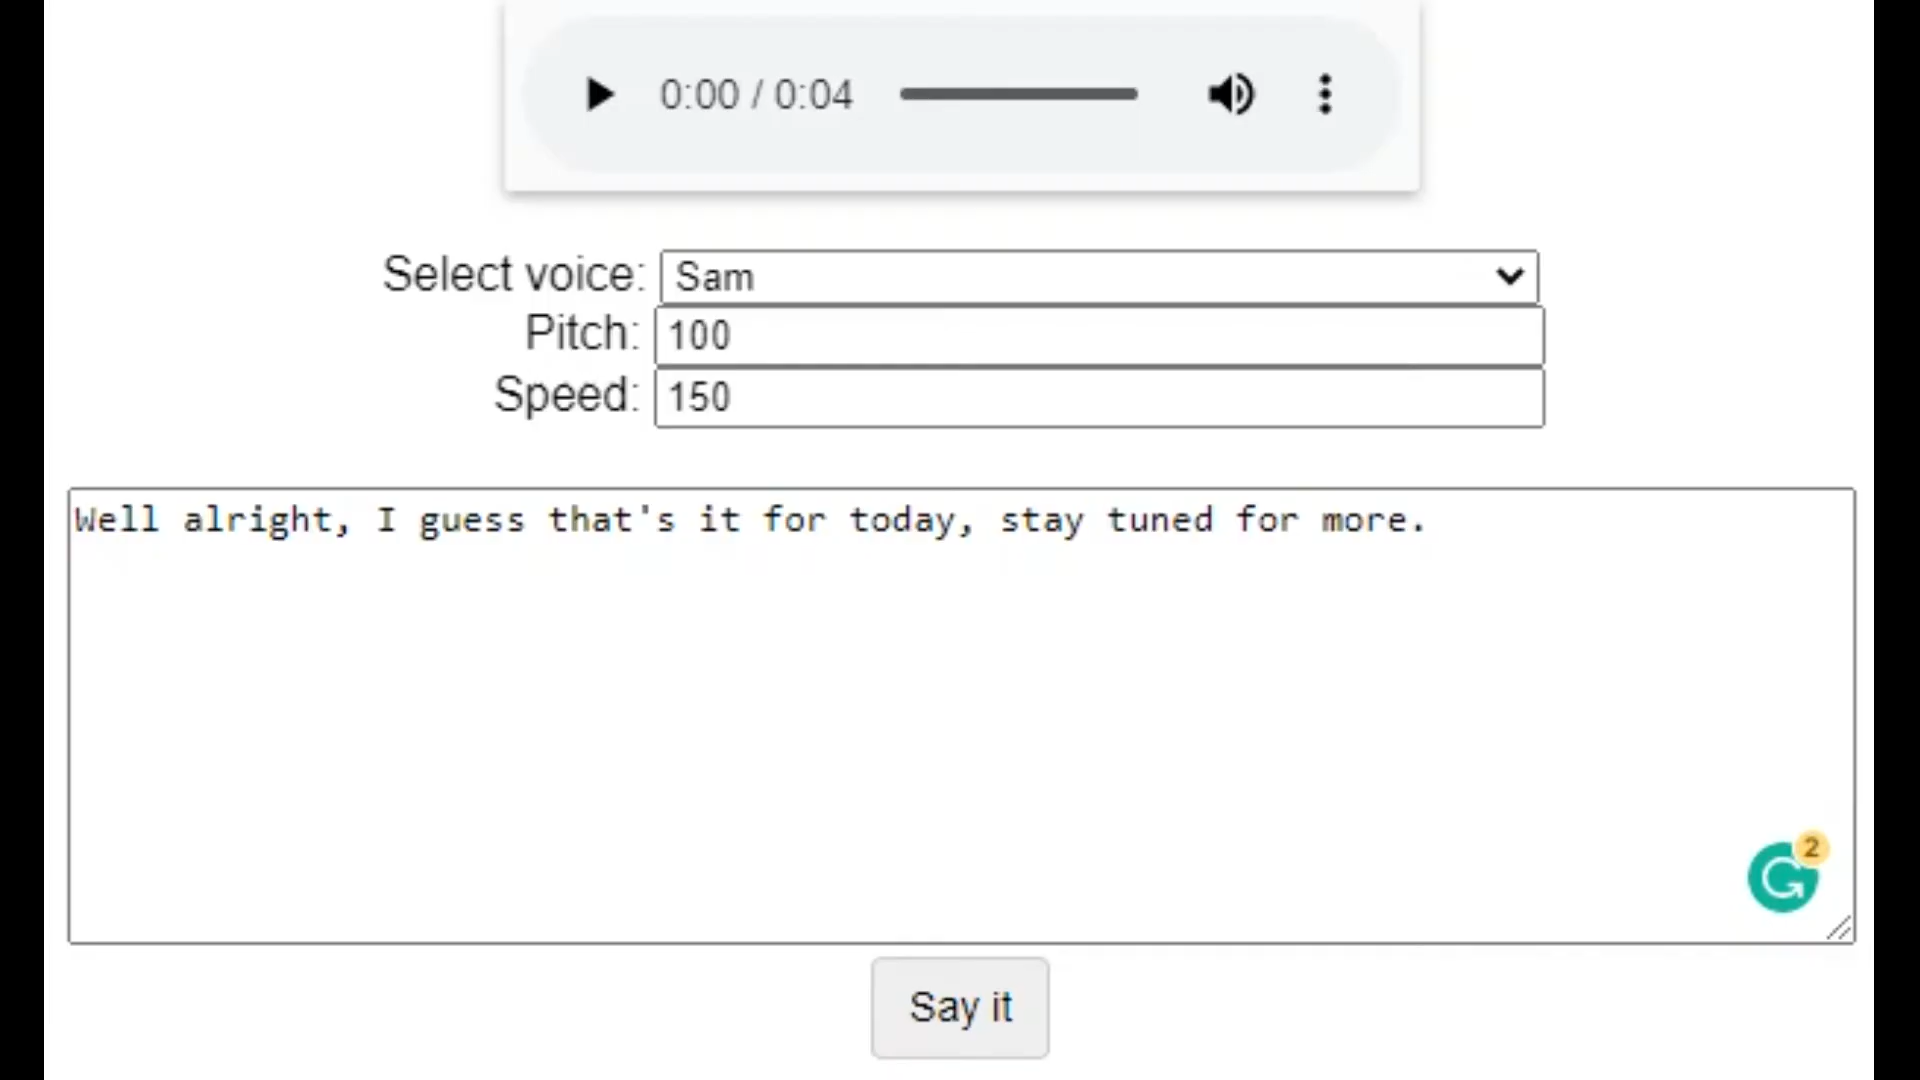 0:00 / 0:04
Select voice: Sam
Pitch: 100
Speed: 150
Well alright, I guess that's it for today, stay tuned for more.
2
Say it